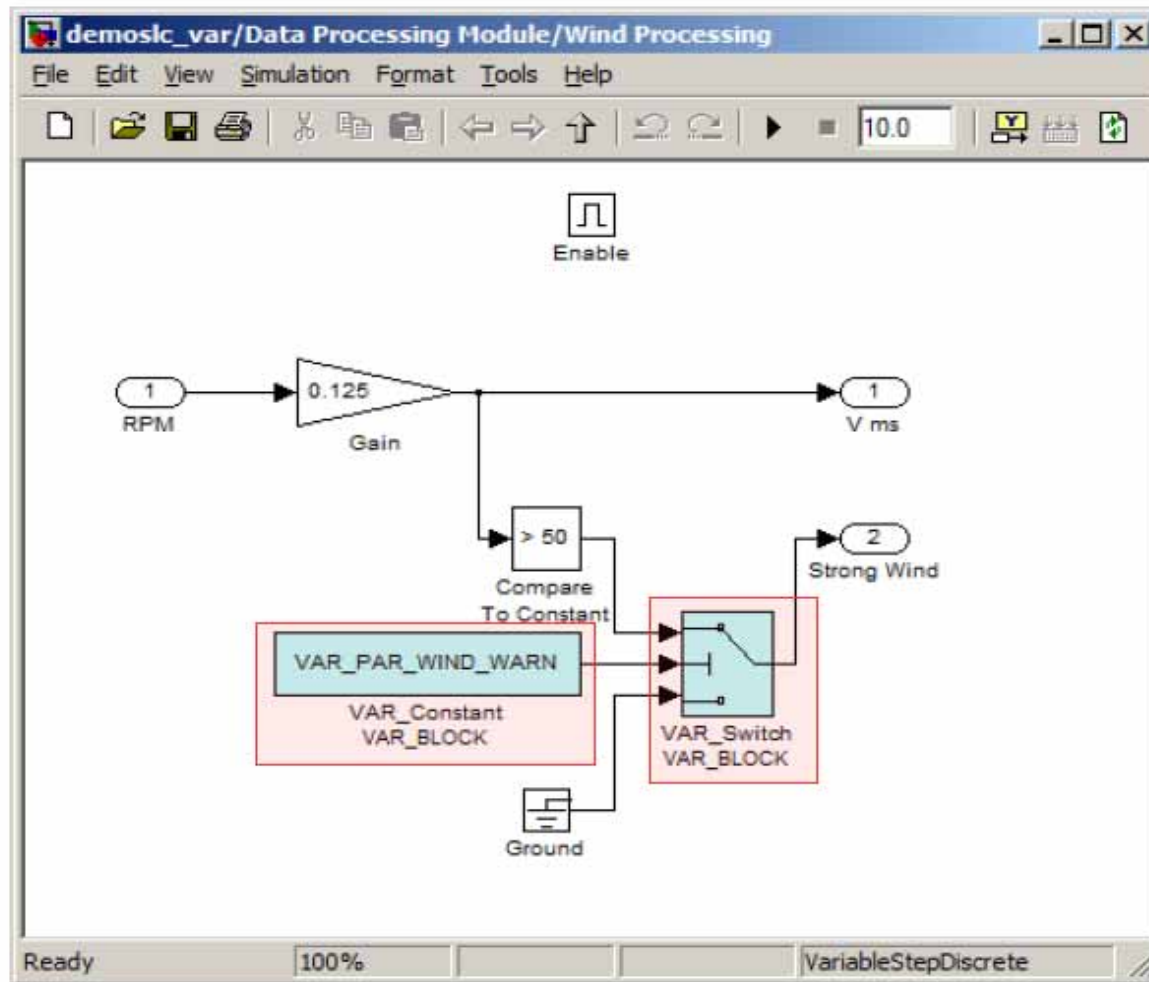 demoslc_var/Data Processing Module/Wind Processing
File Edit View Simulation Format Tools Help
10.0
Enable
1
RPM
0.125
Gain
1
V ms
> 50
Compare
To Constant
2
Strong Wind
VAR_PAR_WIND_WARN
VAR_Constant
VAR_BLOCK
VAR_Switch
VAR_BLOCK
Ground
Ready 100% VariableStepDiscrete